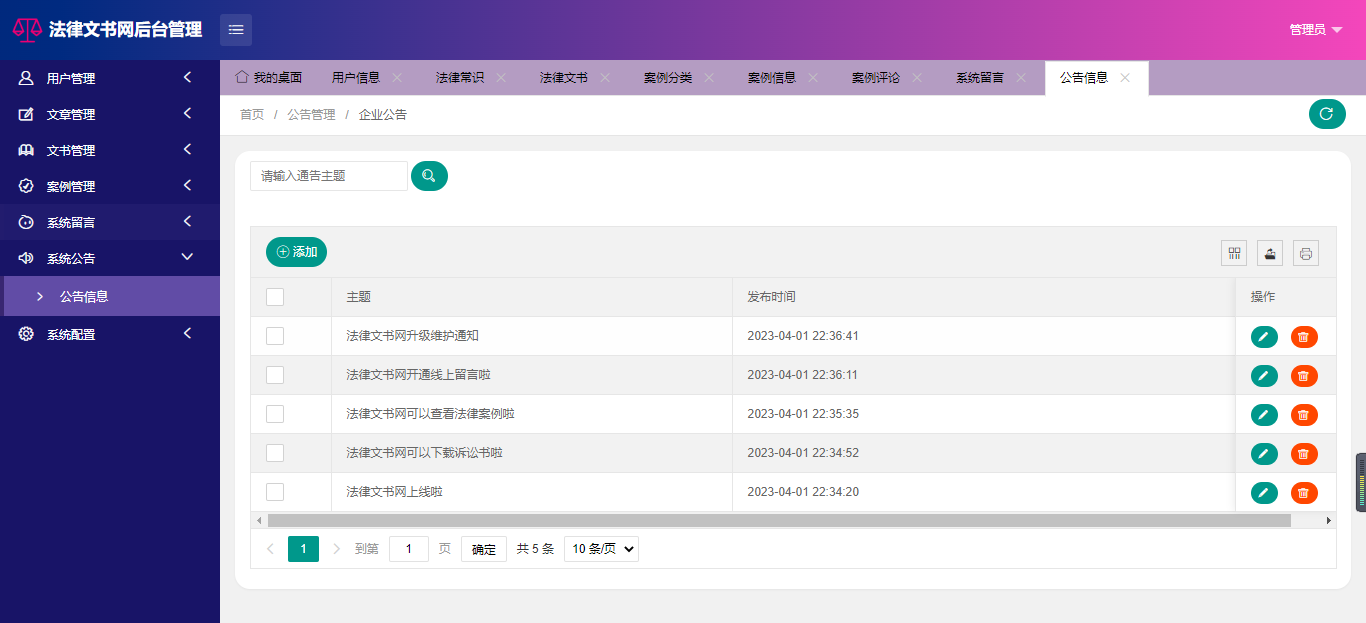 法律文书网后台管理
管理员
用户管理
文章管理
文书管理
案例管理
系统留言
系统公告
公告信息
系统配置
我的桌面 用户信息 法律常识 法律文书 案例分类 案例信息 案例评论 系统留言 公告信息
首页 / 公告管理 / 企业公告
请输入通告主题
添加
主题 发布时间 操作
法律文书网升级维护通知 2023-04-01 22:36:41
法律文书网开通线上留言啦 2023-04-01 22:36:11
法律文书网可以查看法律案例啦 2023-04-01 22:35:35
法律文书网可以下载诉讼书啦 2023-04-01 22:34:52
法律文书网上线啦 2023-04-01 22:34:20
1 到第 1 页 确定 共 5 条 10 条/页